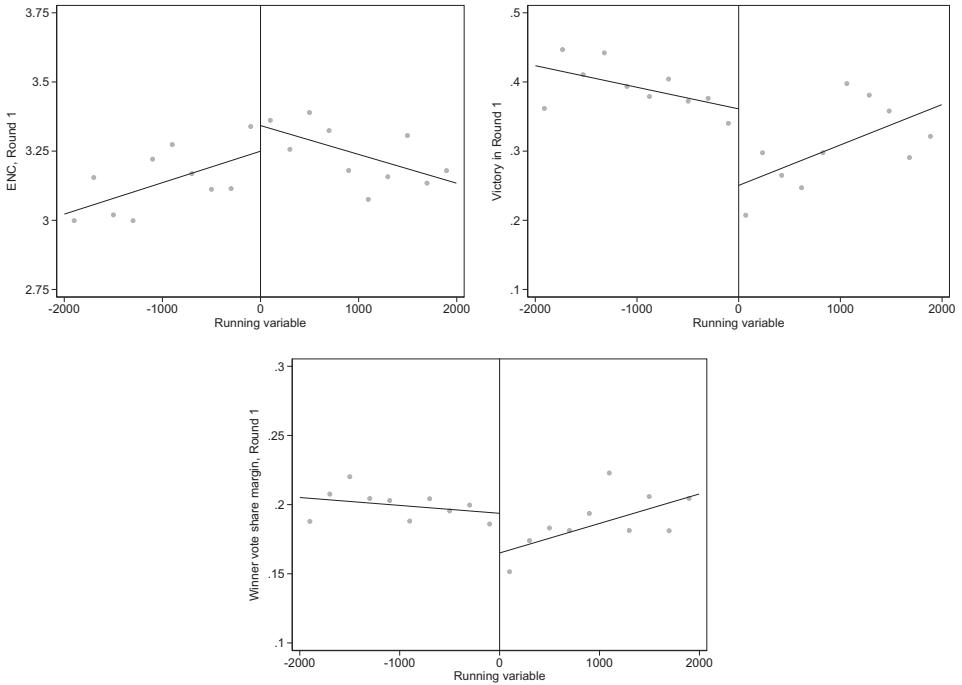 ENC, Round 1
3.75
3.5
3.25
3
2.75
-2000 -1000 0 1000 2000
Running variable
Victory in Round 1
.5
.4
.3
.2
.1
-2000 -1000 0 1000 2000
Running variable
Winner vote share margin, Round 1
.3
.25
.2
.15
.1
-2000 -1000 0 1000 2000
Running variable